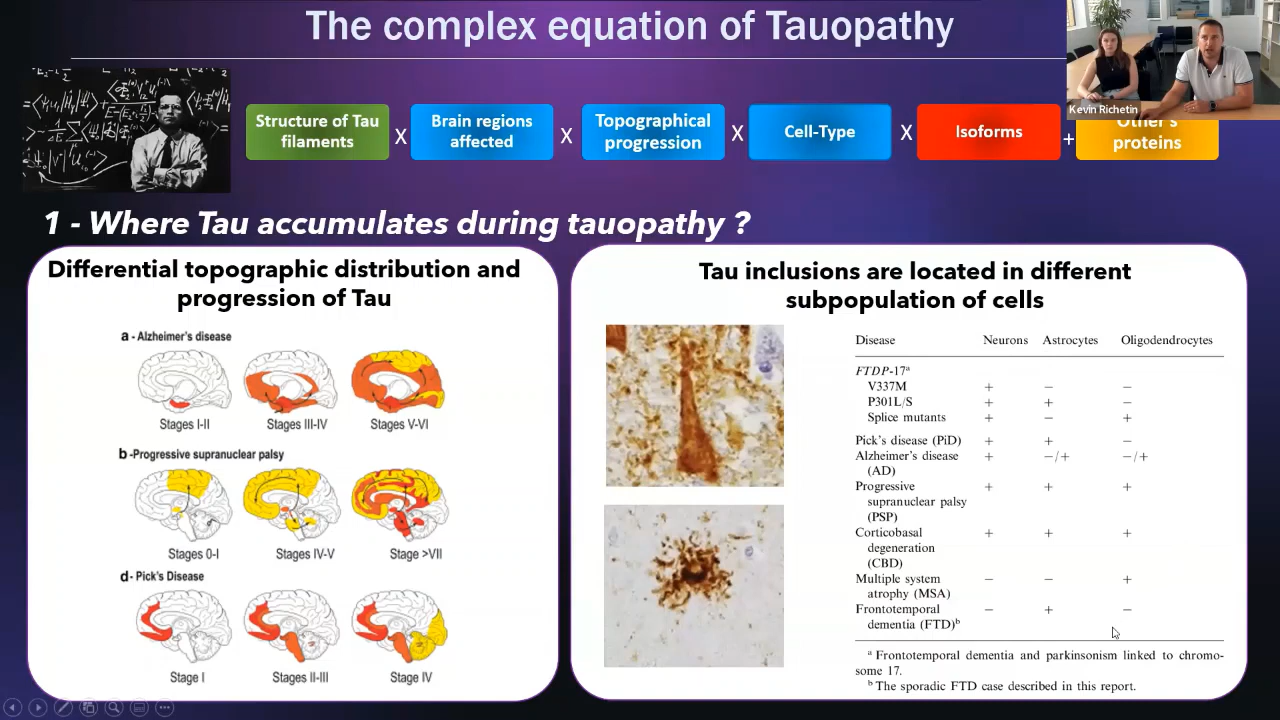 The complex equation of Tauopathy
Kevin Richetin
Structure of Tau
filaments
X
Brain regions
affected
X
Topographical
progression
X
Cell-Type
X
Isoforms
+
Other's
proteins
1 - Where Tau accumulates during tauopathy ?
Differential topographic distribution and
progression of Tau
a - Alzheimer's disease
Stages I-II
Stages III-IV
Stages V-VI
b -Progressive supranuclear palsy
Stages 0-I
Stages IV-V
Stage >VII
d- Pick's Disease
Stage I
Stages II-III
Stage IV
Tau inclusions are located in different
subpopulation of cells
Disease Neurons Astrocytes Oligodendrocytes
FTDP-17ᵃ
V337M + − −
P301L/S + + −
Splice mutants + − +
Pick's disease (PiD) + + −
Alzheimer's disease + −/+ −/+
(AD)
Progressive + + +
supranuclear palsy
(PSP)
Corticobasal + + +
degeneration
(CBD)
Multiple system − − +
atrophy (MSA)
Frontotemporal − + −
dementia (FTD)ᵇ
ᵃ Frontotemporal dementia and parkinsonism linked to chromo-
some 17.
ᵇ The sporadic FTD case described in this report.